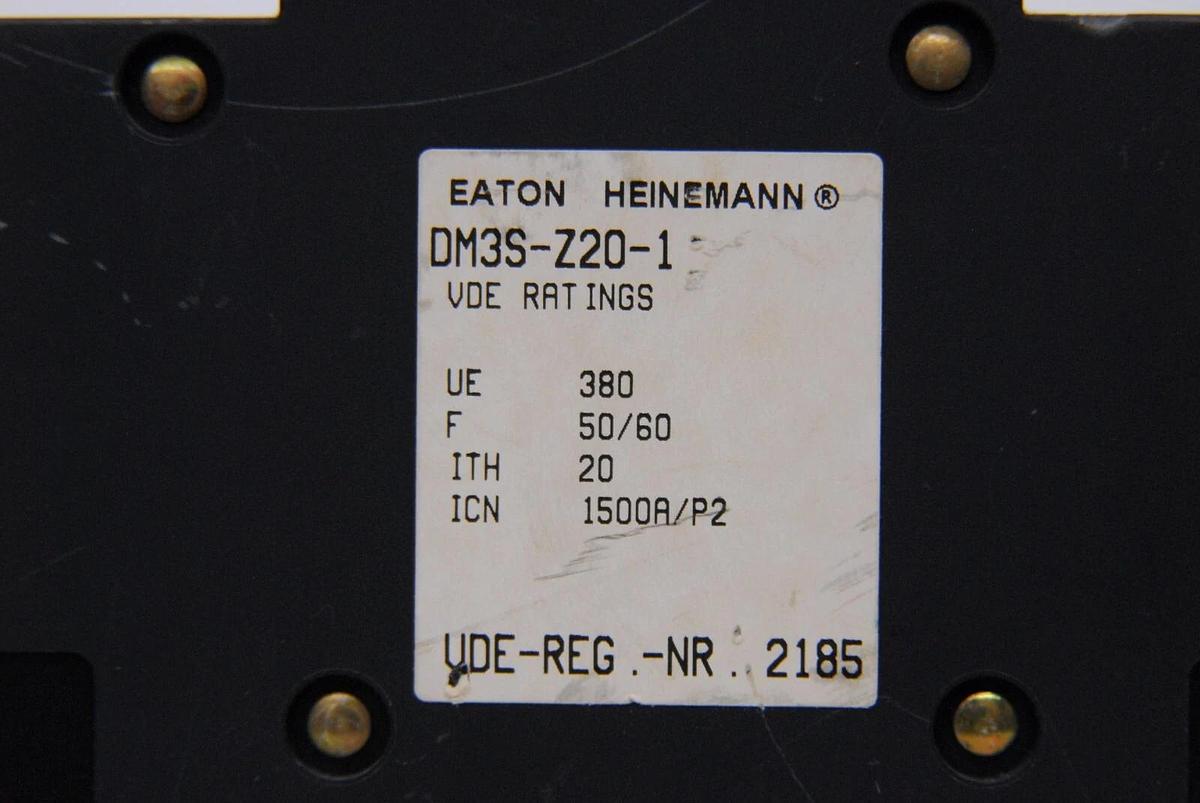 EATON HEINEMANN®
DM3S-Z20-1
VDE RATINGS
UE 380
F 50/60
ITH 20
ICN 1500A/P2
VDE-REG.-NR. 2185